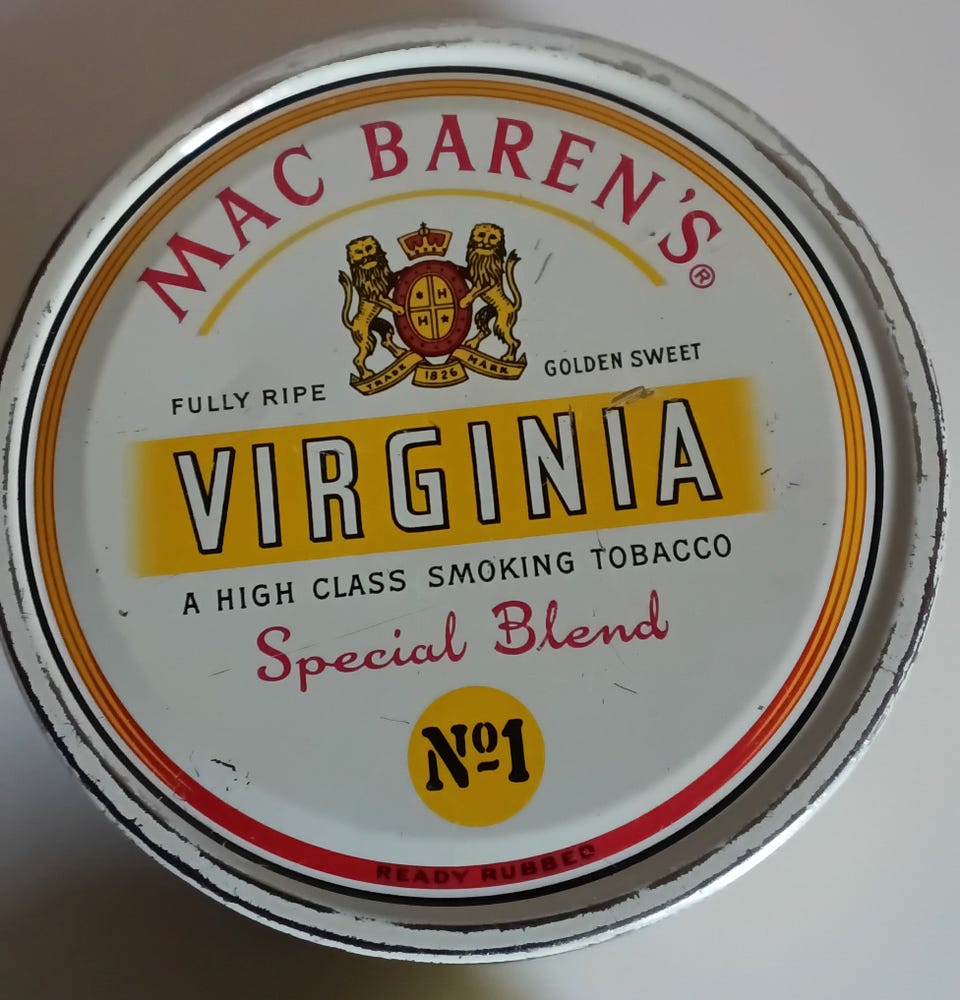 MAC BAREN'S®
H
H
TRADE 1826 MARK
FULLY RIPE
GOLDEN SWEET
VIRGINIA
A HIGH CLASS SMOKING TOBACCO
Special Blend
Nº1
READY RUBBED